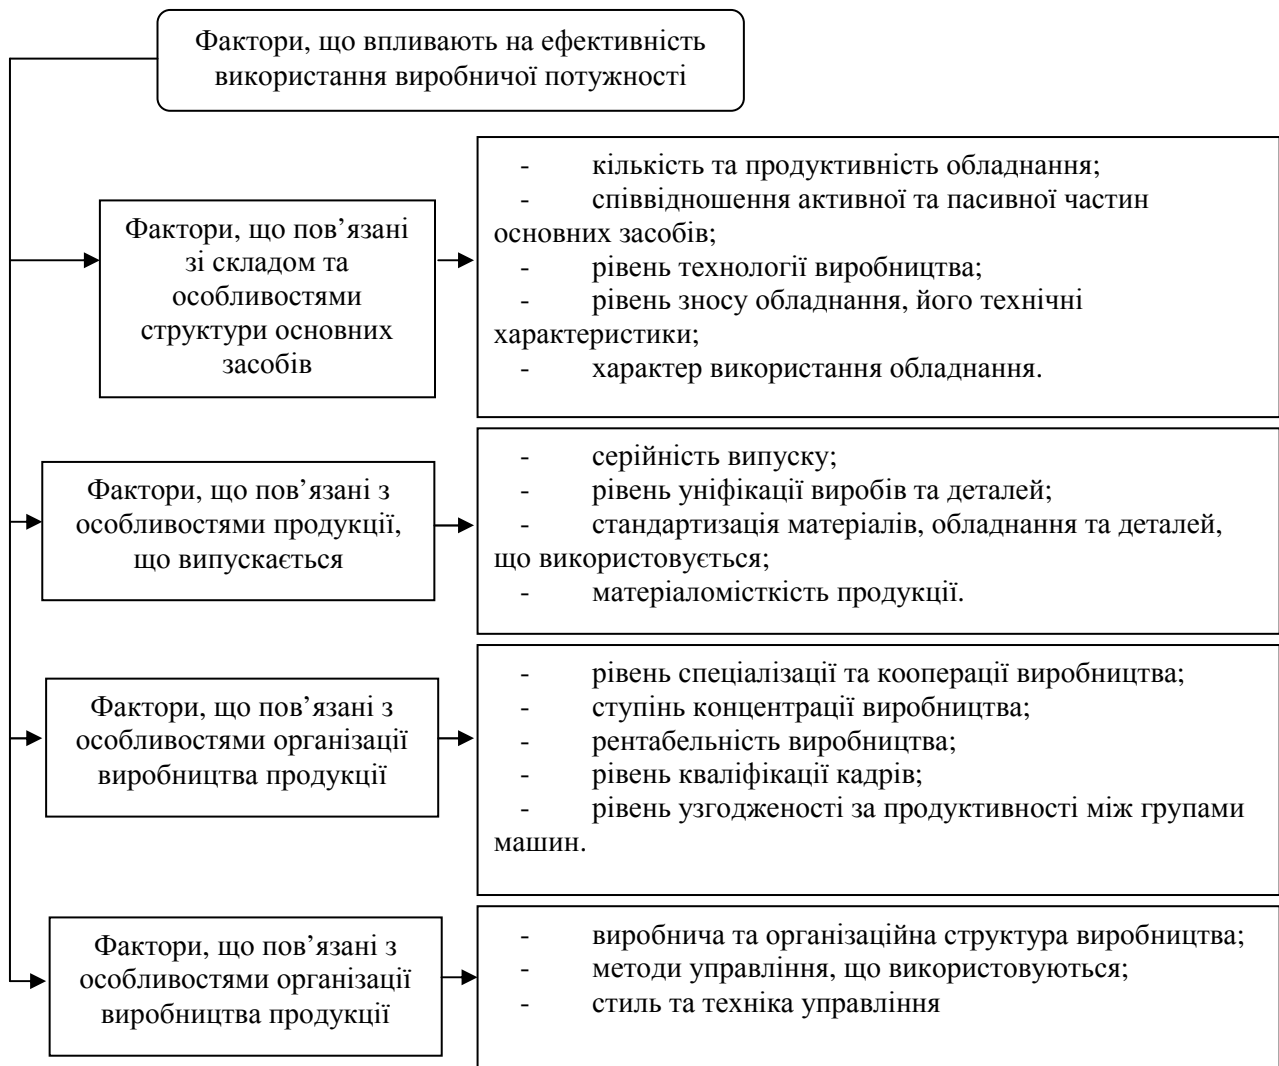 Фактори, що впливають на ефективність
використання виробничої потужності
Фактори, що пов’язані
зі складом та
особливостями
структури основних
засобів
- кількість та продуктивність обладнання;
- співвідношення активної та пасивної частин
основних засобів;
- рівень технології виробництва;
- рівень зносу обладнання, його технічні
характеристики;
- характер використання обладнання.
Фактори, що пов’язані з
особливостями продукції,
що випускається
- серійність випуску;
- рівень уніфікації виробів та деталей;
- стандартизація матеріалів, обладнання та деталей,
що використовується;
- матеріаломісткість продукції.
Фактори, що пов’язані з
особливостями організації
виробництва продукції
- рівень спеціалізації та кооперації виробництва;
- ступінь концентрації виробництва;
- рентабельність виробництва;
- рівень кваліфікації кадрів;
- рівень узгодженості за продуктивності між групами
машин.
Фактори, що пов’язані з
особливостями організації
виробництва продукції
- виробнича та організаційна структура виробництва;
- методи управління, що використовуються;
- стиль та техніка управління